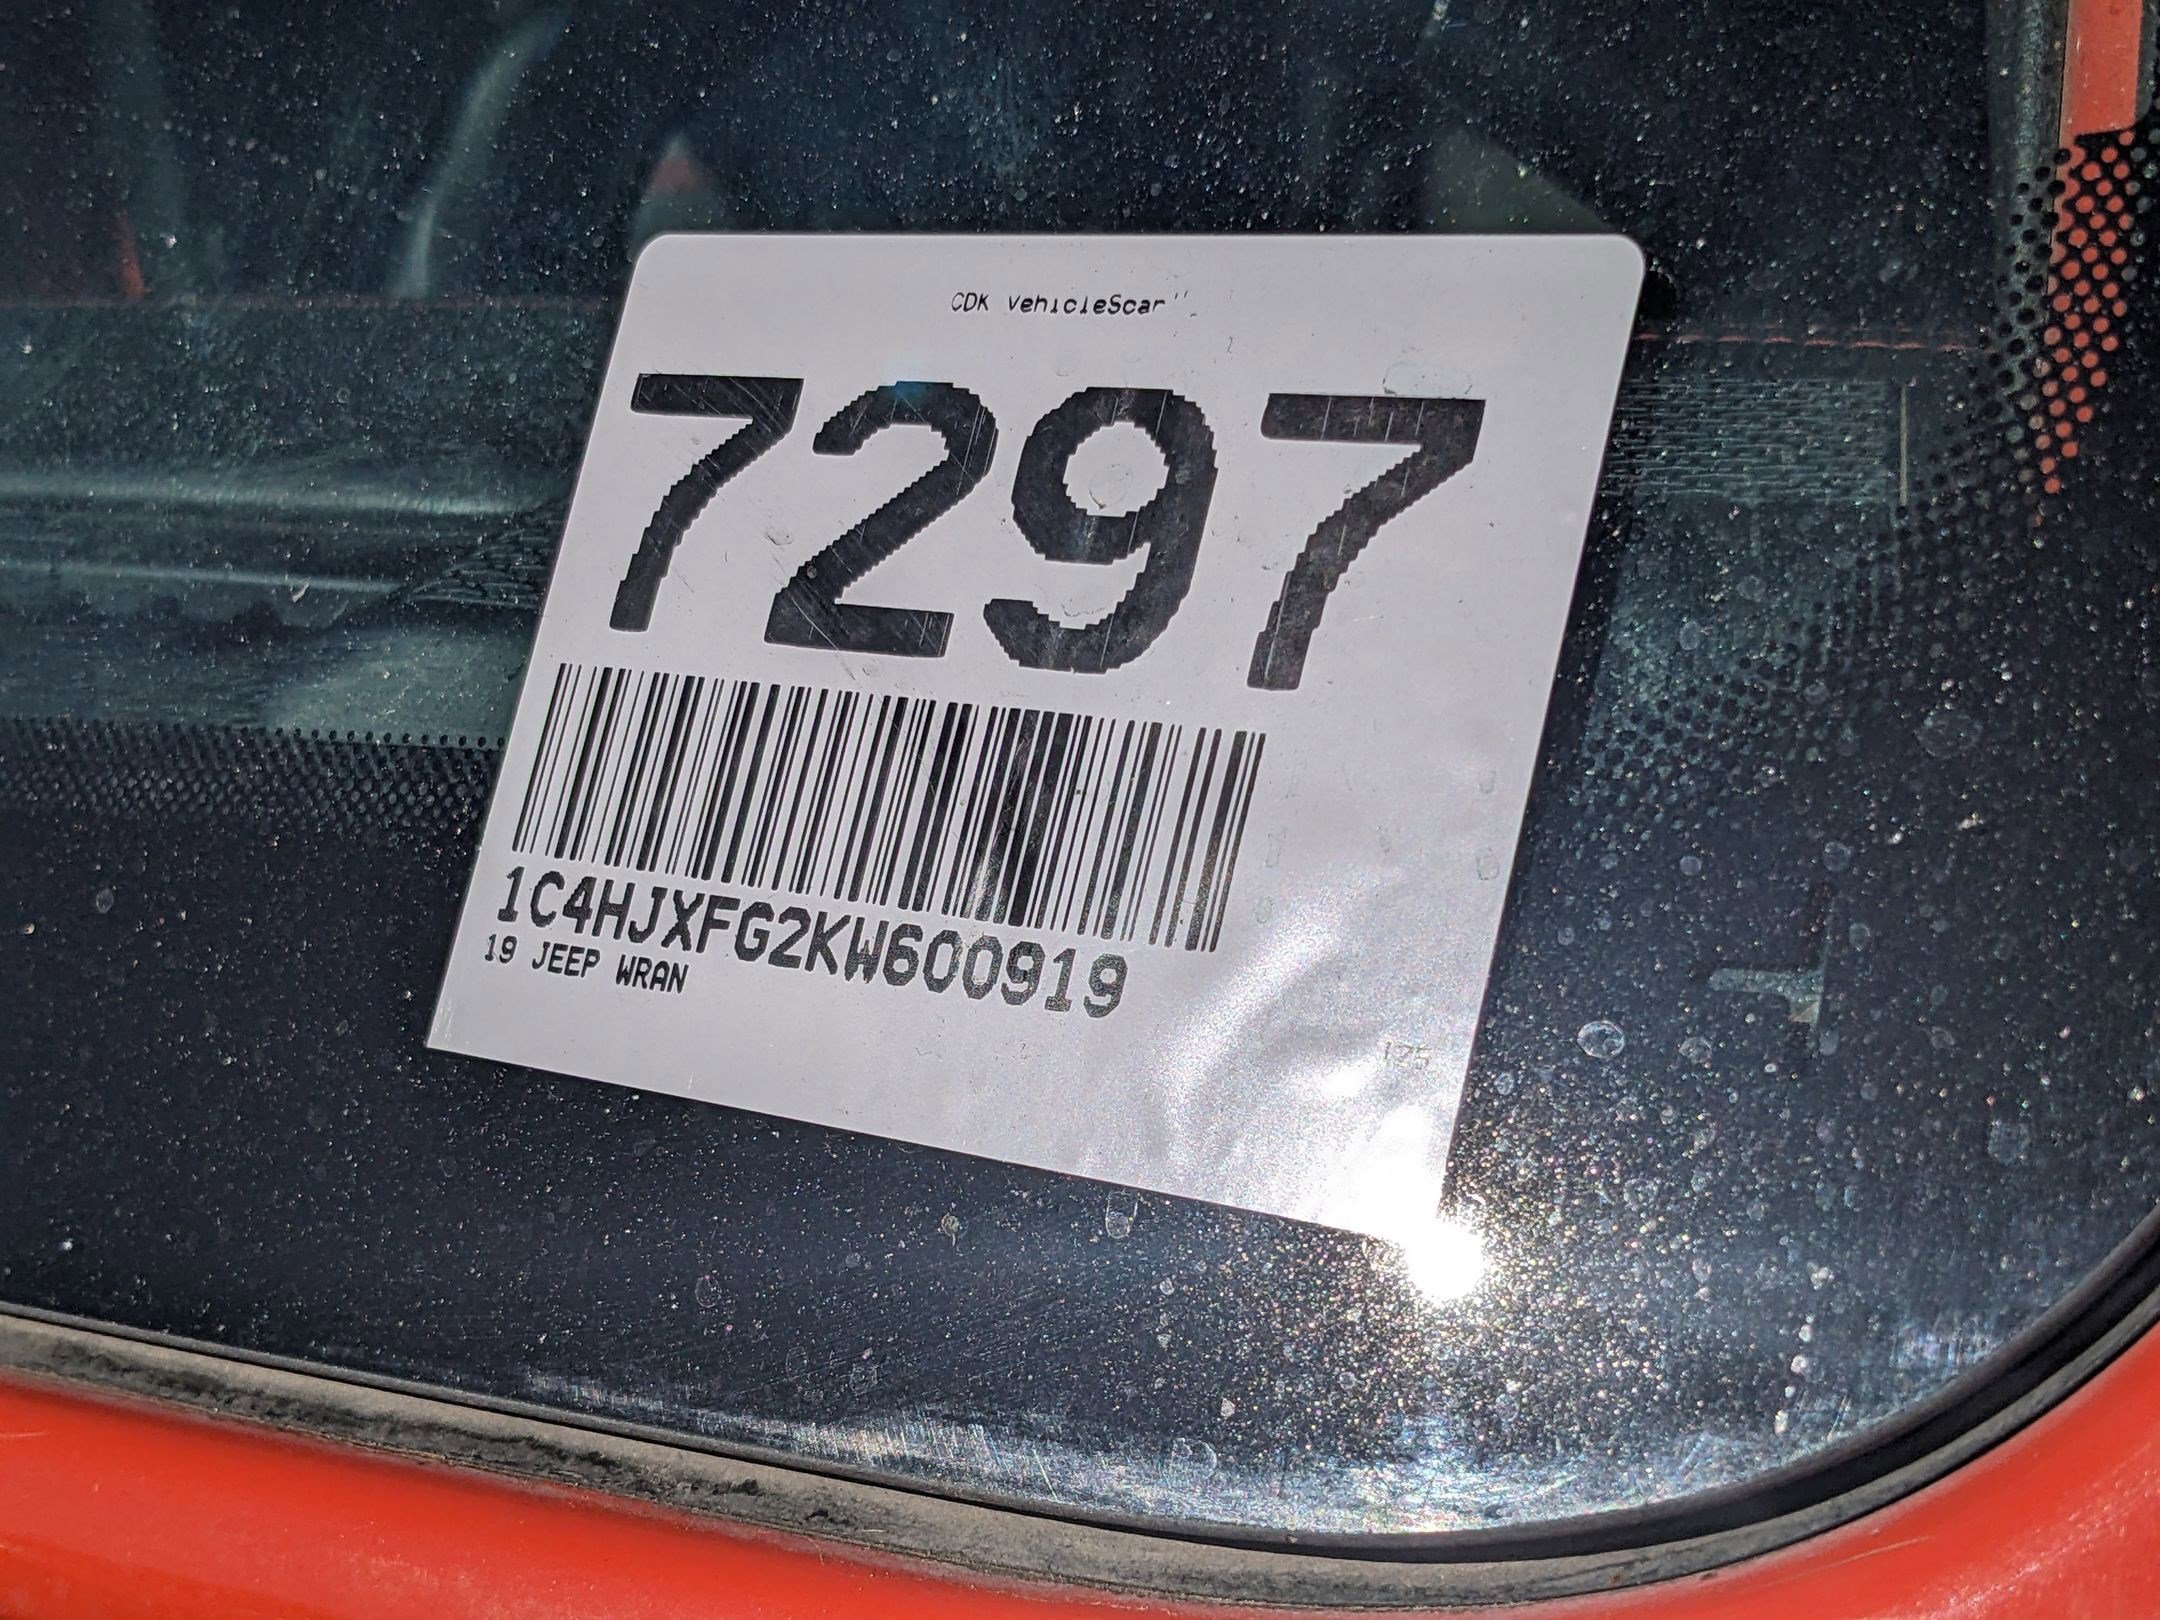 CDK VehicleScan
7297
1C4HJXFG2KW600919
19 JEEP WRAN